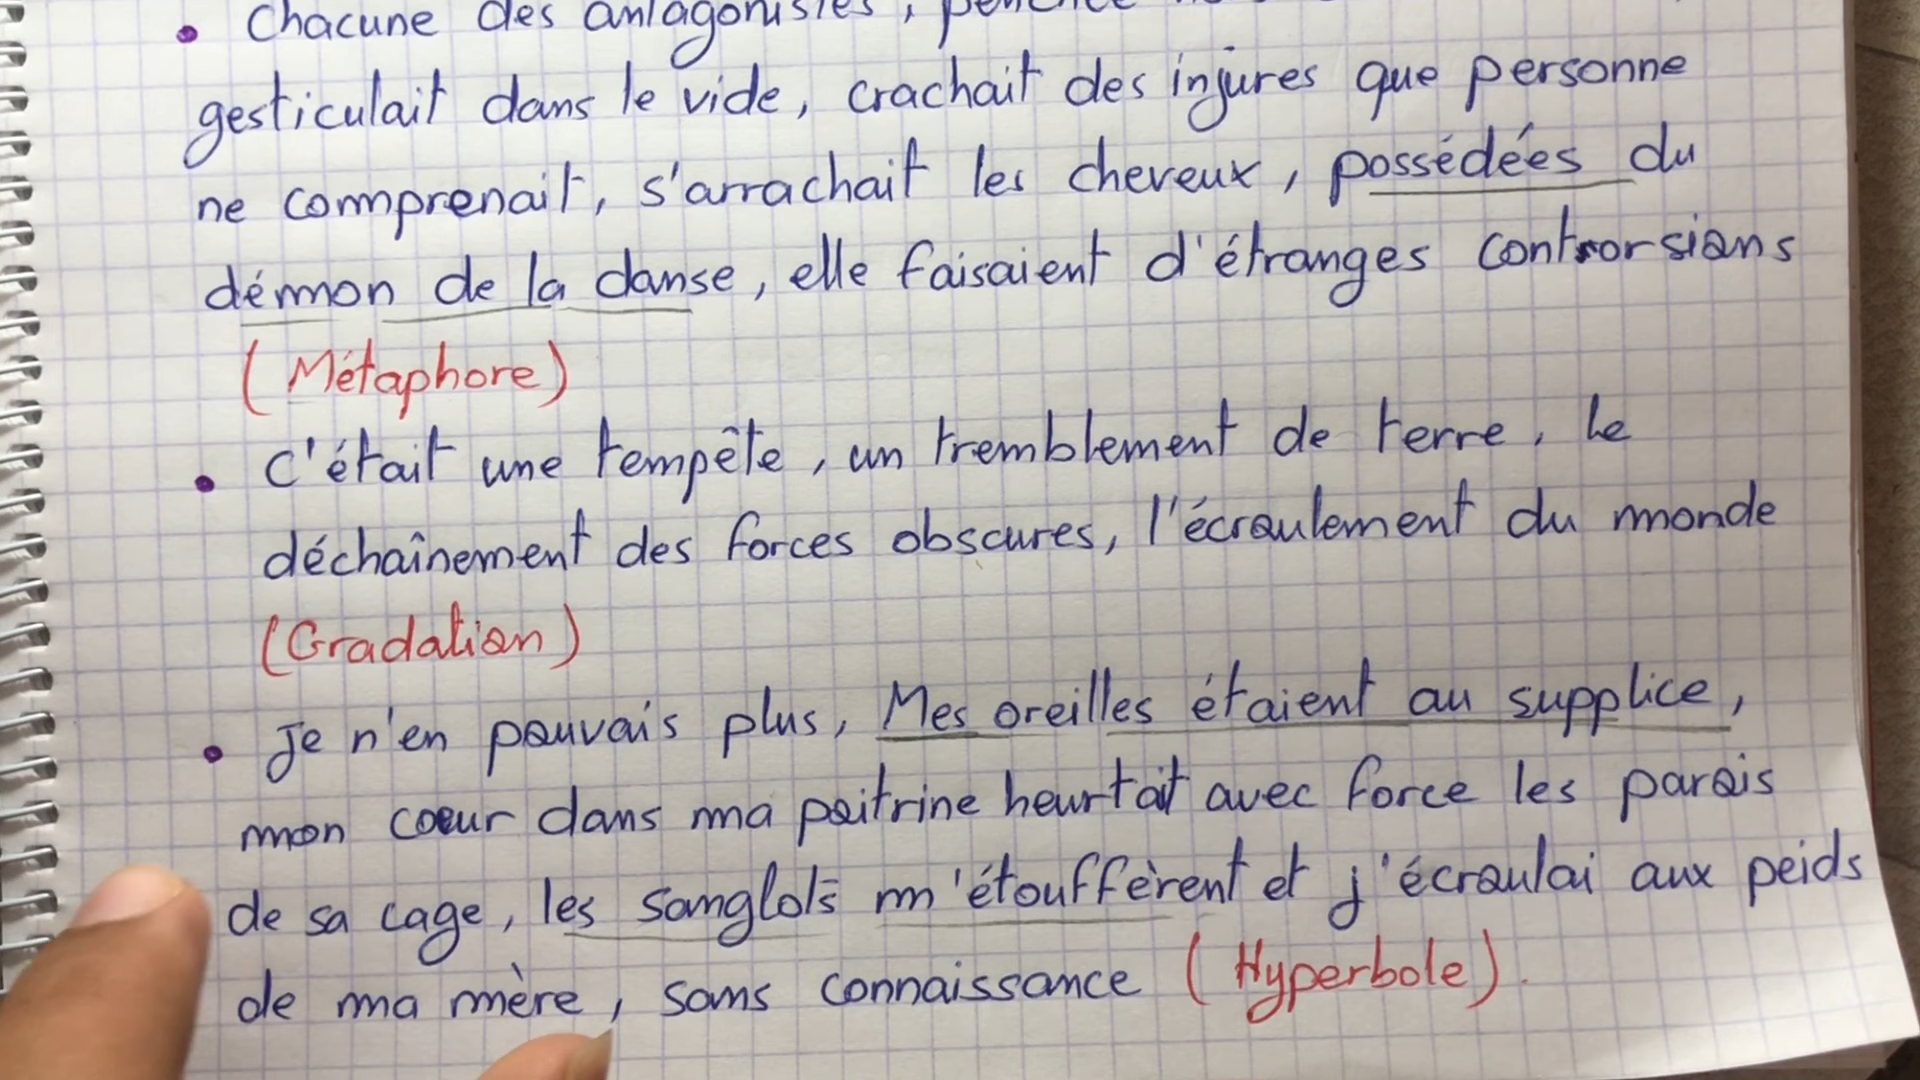 • Chacune des antagonistes,
gesticulait dans le vide, crachait des injures que personne
ne comprenait, s'arrachait les cheveux, possédées du
démon de la danse, elle faisaient d'étranges controrsions
(Métaphore)
• C'était une tempête, un tremblement de terre, le
déchaînement des forces obscures, l'écroulement du monde
(Gradation)
• Je n'en pouvais plus, Mes oreilles étaient au supplice,
mon coeur dans ma poitrine heurtait avec force les parois
de sa cage, les sanglots m'étouffèrent et j'écroulai aux peids
de ma mère, sans connaissance (Hyperbole).